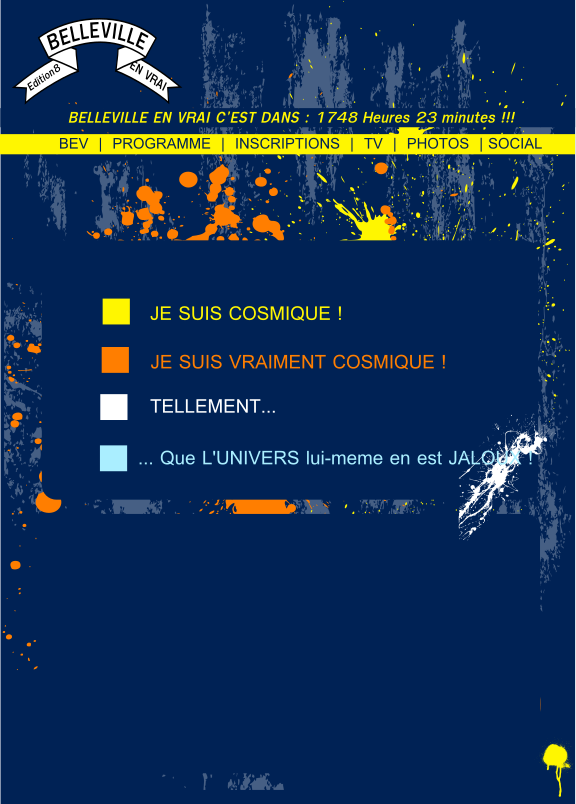 BELLEVILLE
Edition8
EN VRAI
BELLEVILLE EN VRAI C'EST DANS : 1748 Heures 23 minutes !!!
BEV | PROGRAMME | INSCRIPTIONS | TV | PHOTOS | SOCIAL
JE SUIS COSMIQUE !
JE SUIS VRAIMENT COSMIQUE !
TELLEMENT...
... Que L'UNIVERS lui-meme en est JALOUX !